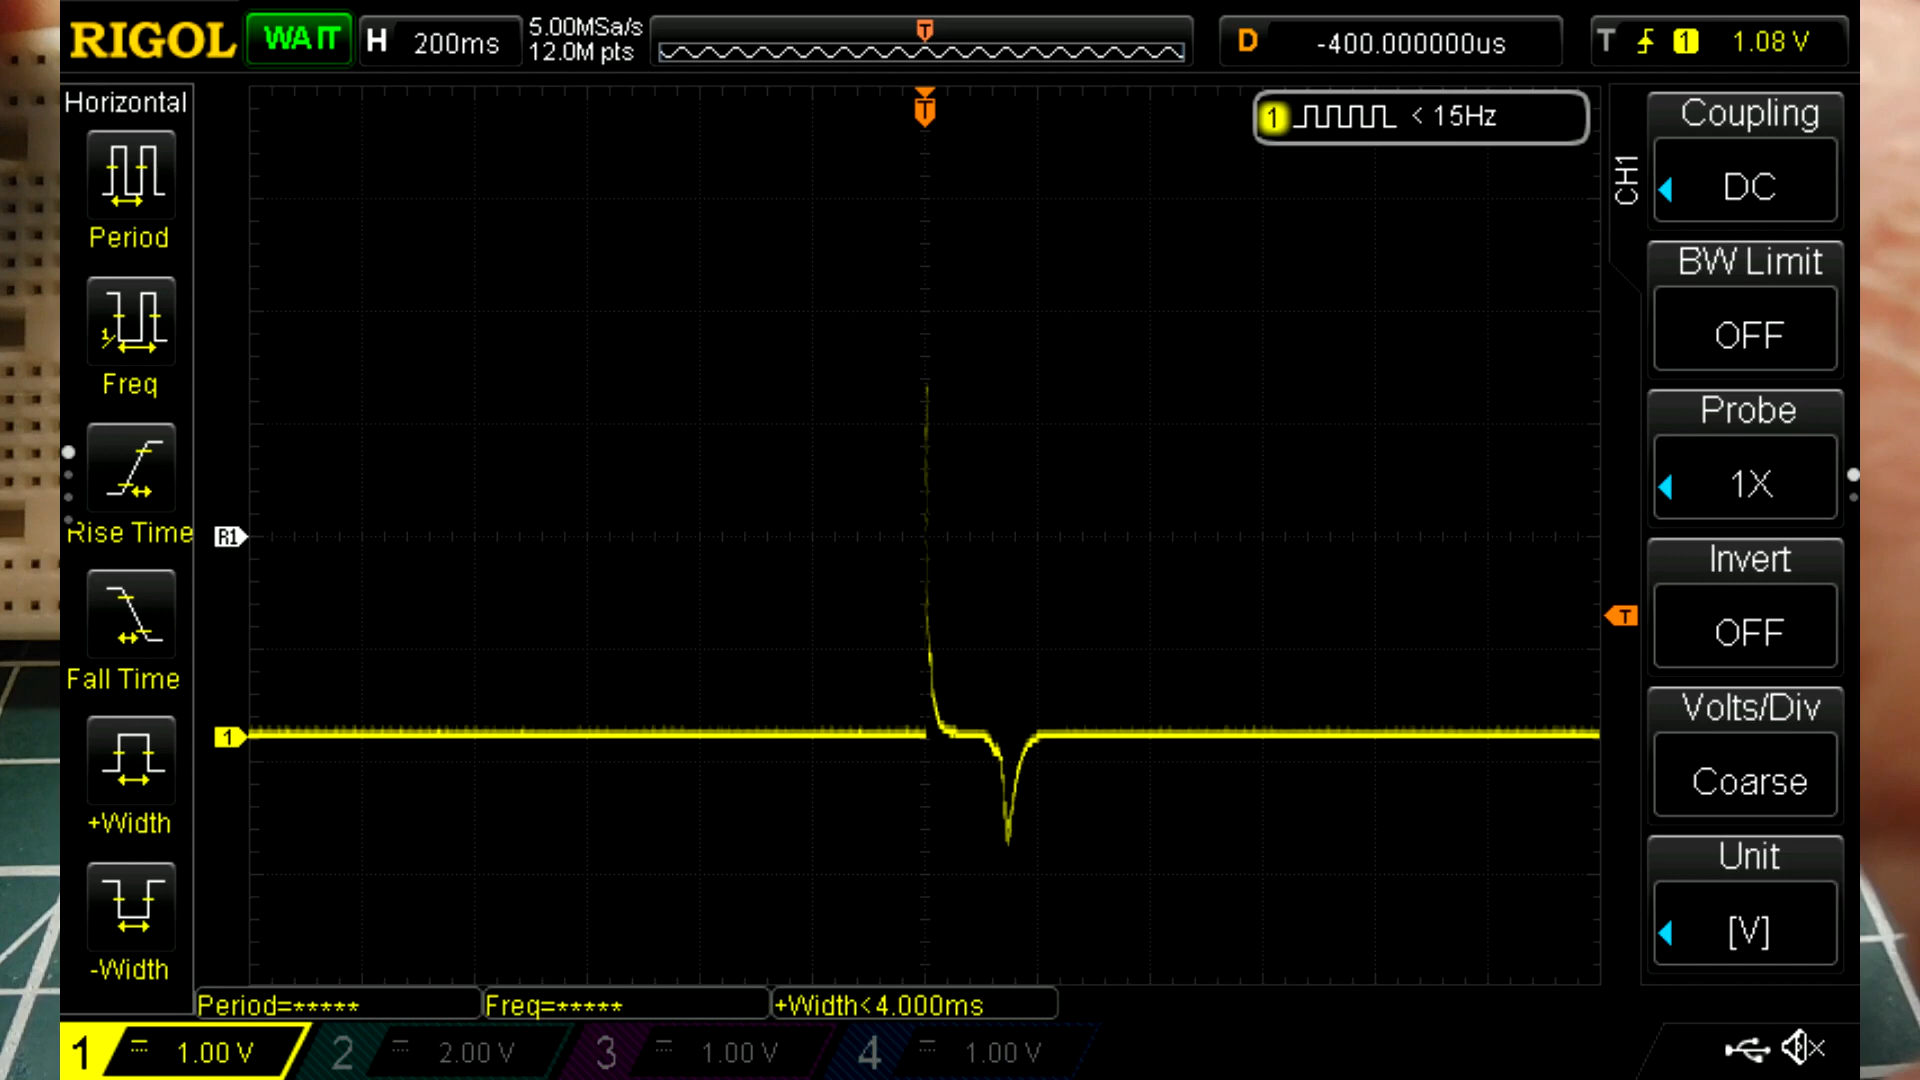 RIGOL WAIT H 200ms 5.00MSa/s D -400.000000us T 1 1.08 V
12.0M pts
T
Horizontal
T
1 < 15Hz
Coupling
DC
CH1
Period
BW Limit
OFF
Freq
Probe
1X
Rise Time
R1
Invert
OFF
T
Fall Time
Volts/Div
Coarse
1
+Width
Unit
[V]
-Width
Period=***** Freq=***** +Width<4.000ms
1 1.00 V 2 2.00 V 3 1.00 V 4 1.00 V